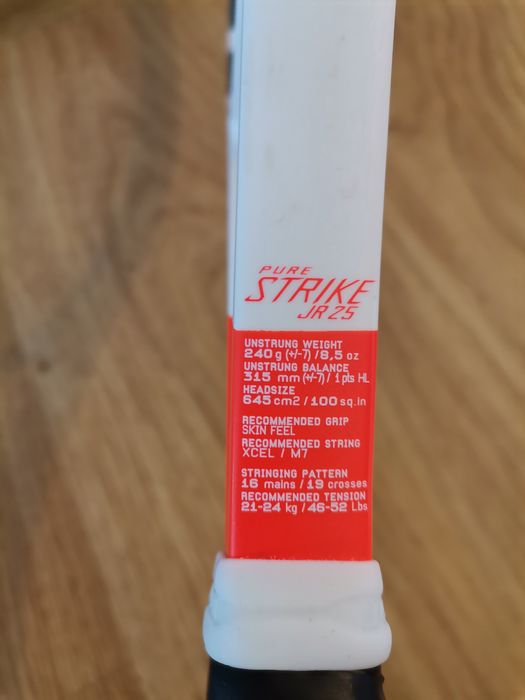 PURE
STRIKE
JR 25
UNSTRUNG WEIGHT
240 g (+/-7) / 8,5 oz
UNSTRUNG BALANCE
315 mm (+/-7) / 1 pts HL
HEADSIZE
645 cm2 / 100 sq.in
RECOMMENDED GRIP
SKIN FEEL
RECOMMENDED STRING
XCEL / M7
STRINGING PATTERN
16 mains / 19 crosses
RECOMMENDED TENSION
21-24 kg / 46-52 Lbs